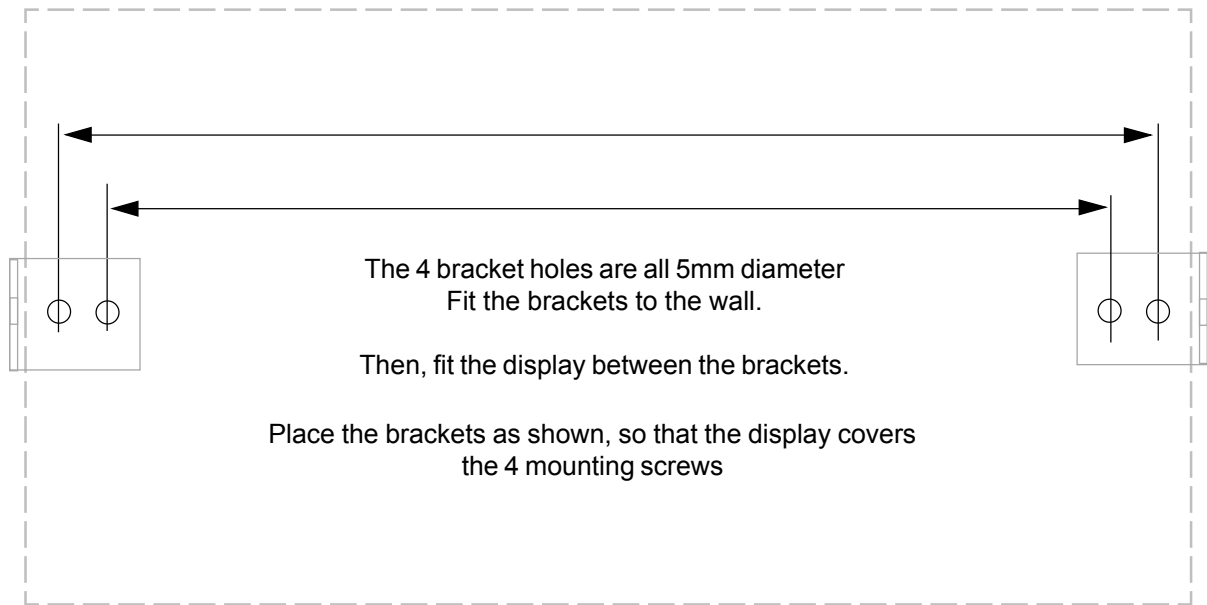 The 4 bracket holes are all 5mm diameter
Fit the brackets to the wall.
Then, fit the display between the brackets.
Place the brackets as shown, so that the display covers
the 4 mounting screws